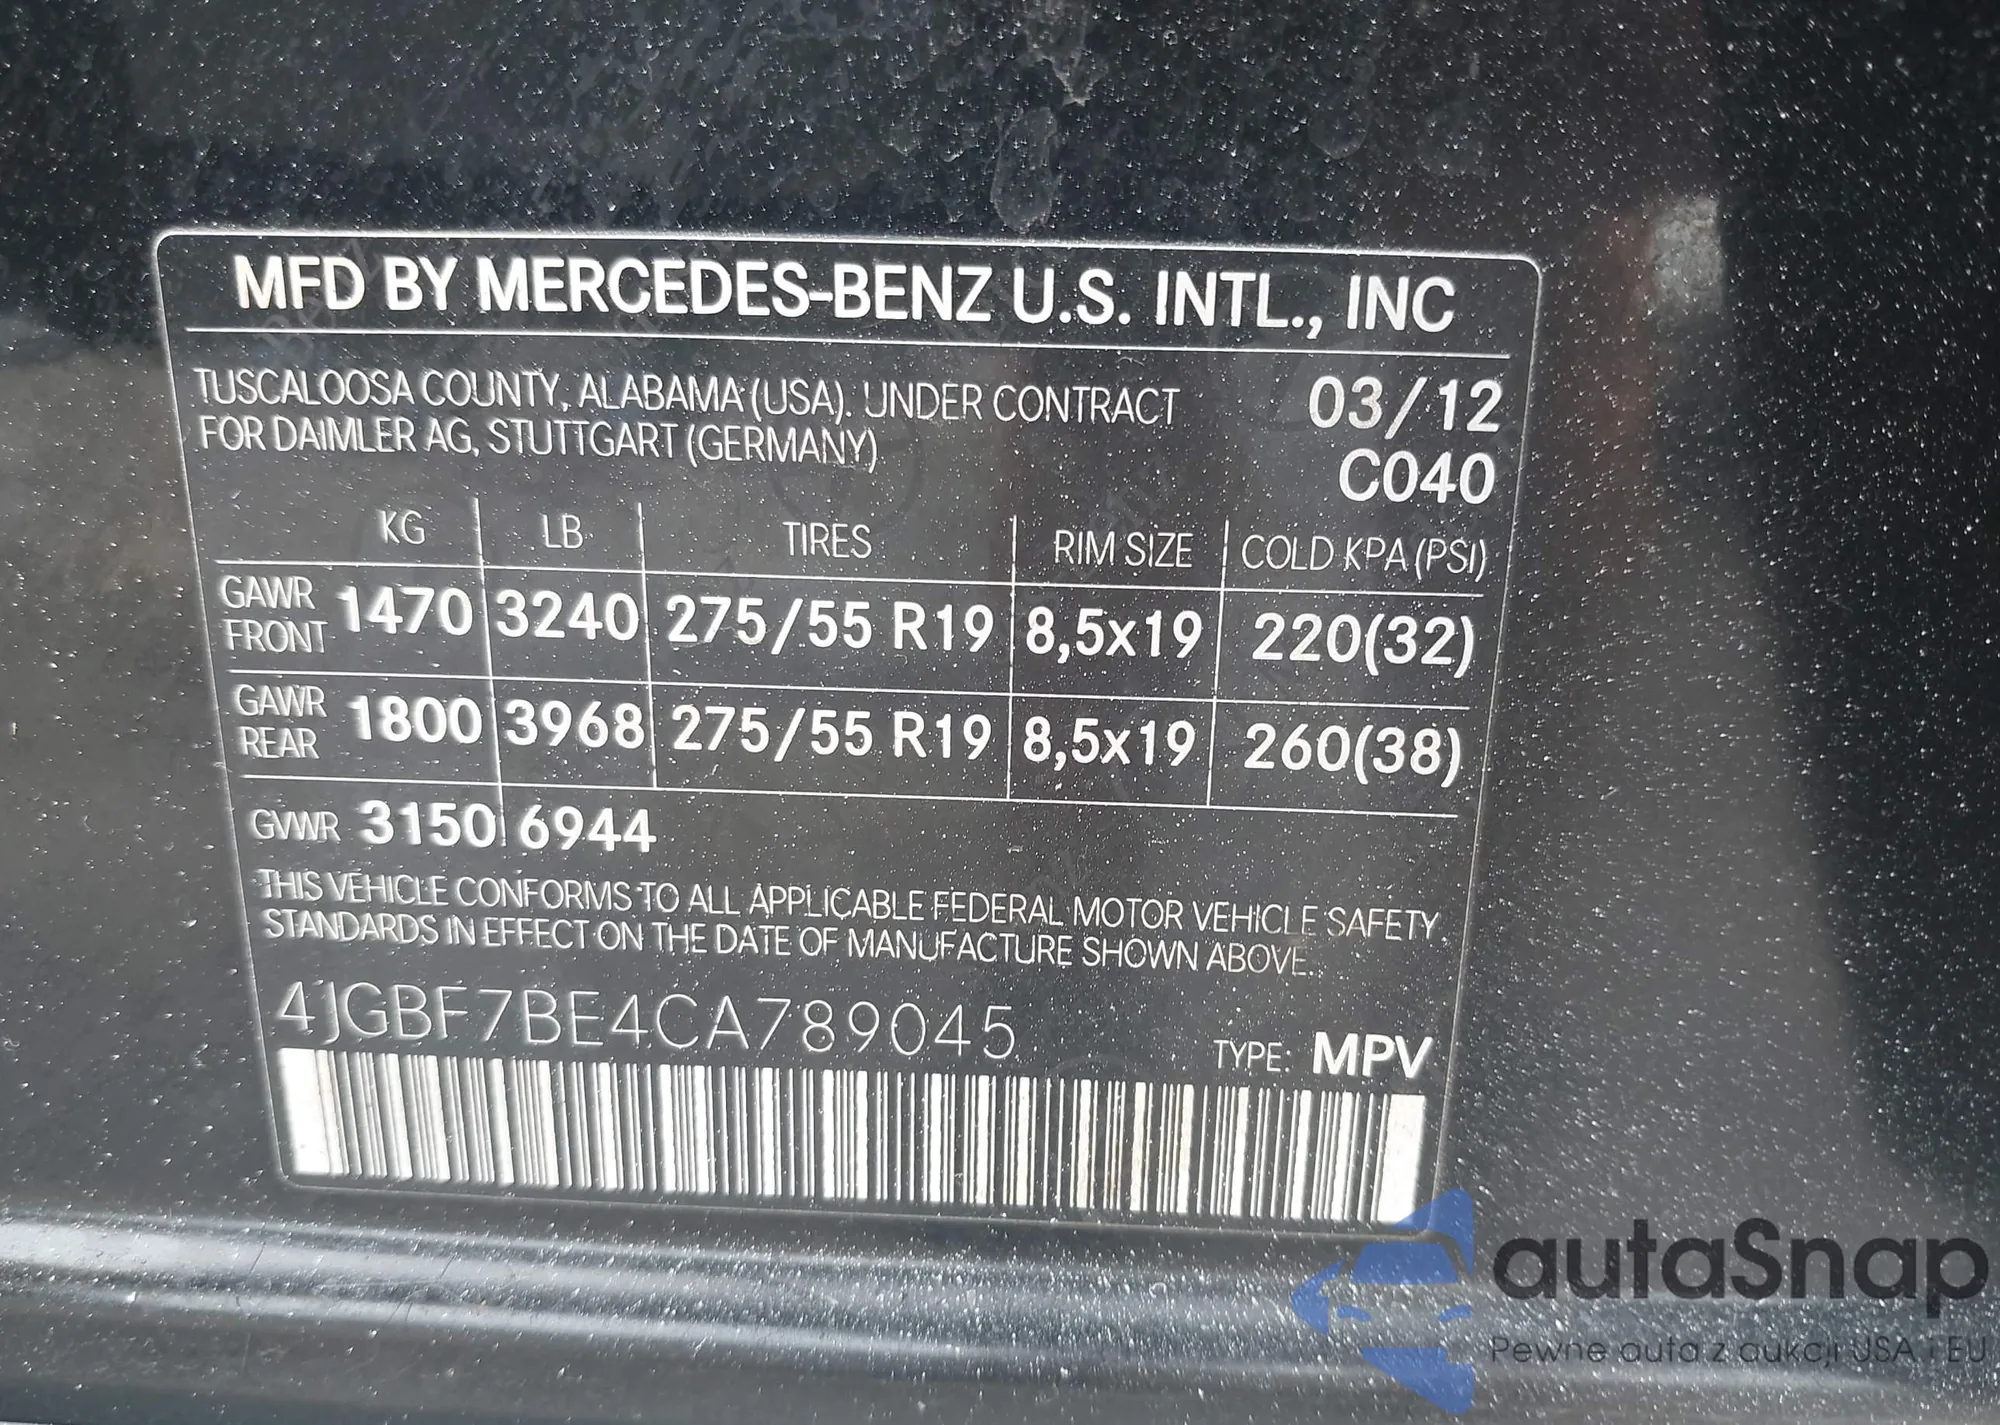 MFD BY MERCEDES-BENZ U.S. INTL., INC
TUSCALOOSA COUNTY, ALABAMA (USA). UNDER CONTRACT
FOR DAIMLER AG, STUTTGART (GERMANY)
03/12
C040
KG LB TIRES RIM SIZE COLD KPA (PSI)
GAWR FRONT 1470 3240 275/55 R19 8,5x19 220(32)
GAWR REAR 1800 3968 275/55 R19 8,5x19 260(38)
GVWR 3150 6944
THIS VEHICLE CONFORMS TO ALL APPLICABLE FEDERAL MOTOR VEHICLE SAFETY
STANDARDS IN EFFECT ON THE DATE OF MANUFACTURE SHOWN ABOVE.
4JGBF7BE4CA789045
TYPE: MPV
autaSnap
Pewne auta z aukcji USA i EU